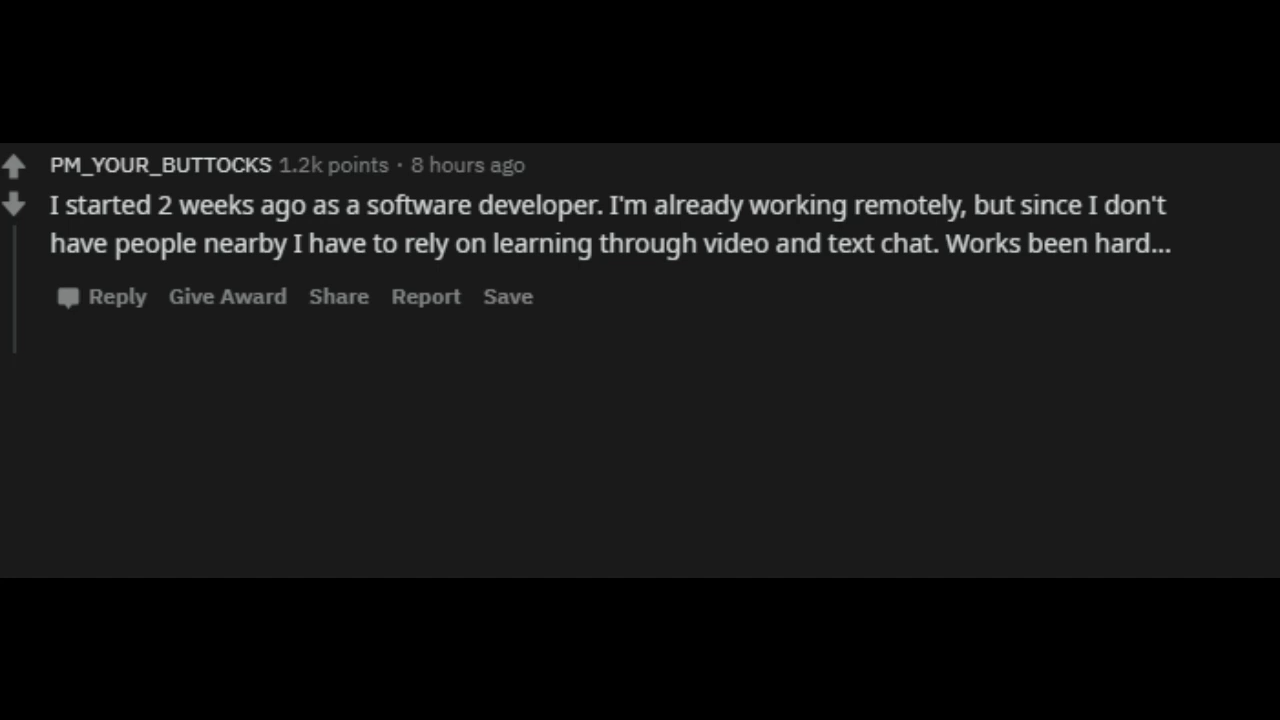 PM_YOUR_BUTTOCKS 1.2k points · 8 hours ago
I started 2 weeks ago as a software developer. I'm already working remotely, but since I don't
have people nearby I have to rely on learning through video and text chat. Works been hard...
Reply Give Award Share Report Save